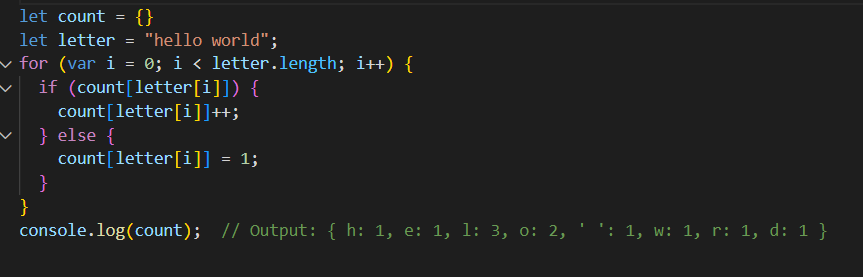 let count = {}
let letter = "hello world";
for (var i = 0; i < letter.length; i++) {
  if (count[letter[i]]) {
    count[letter[i]]++;
  } else {
    count[letter[i]] = 1;
  }
}
console.log(count);  // Output: { h: 1, e: 1, l: 3, o: 2, ' ': 1, w: 1, r: 1, d: 1 }